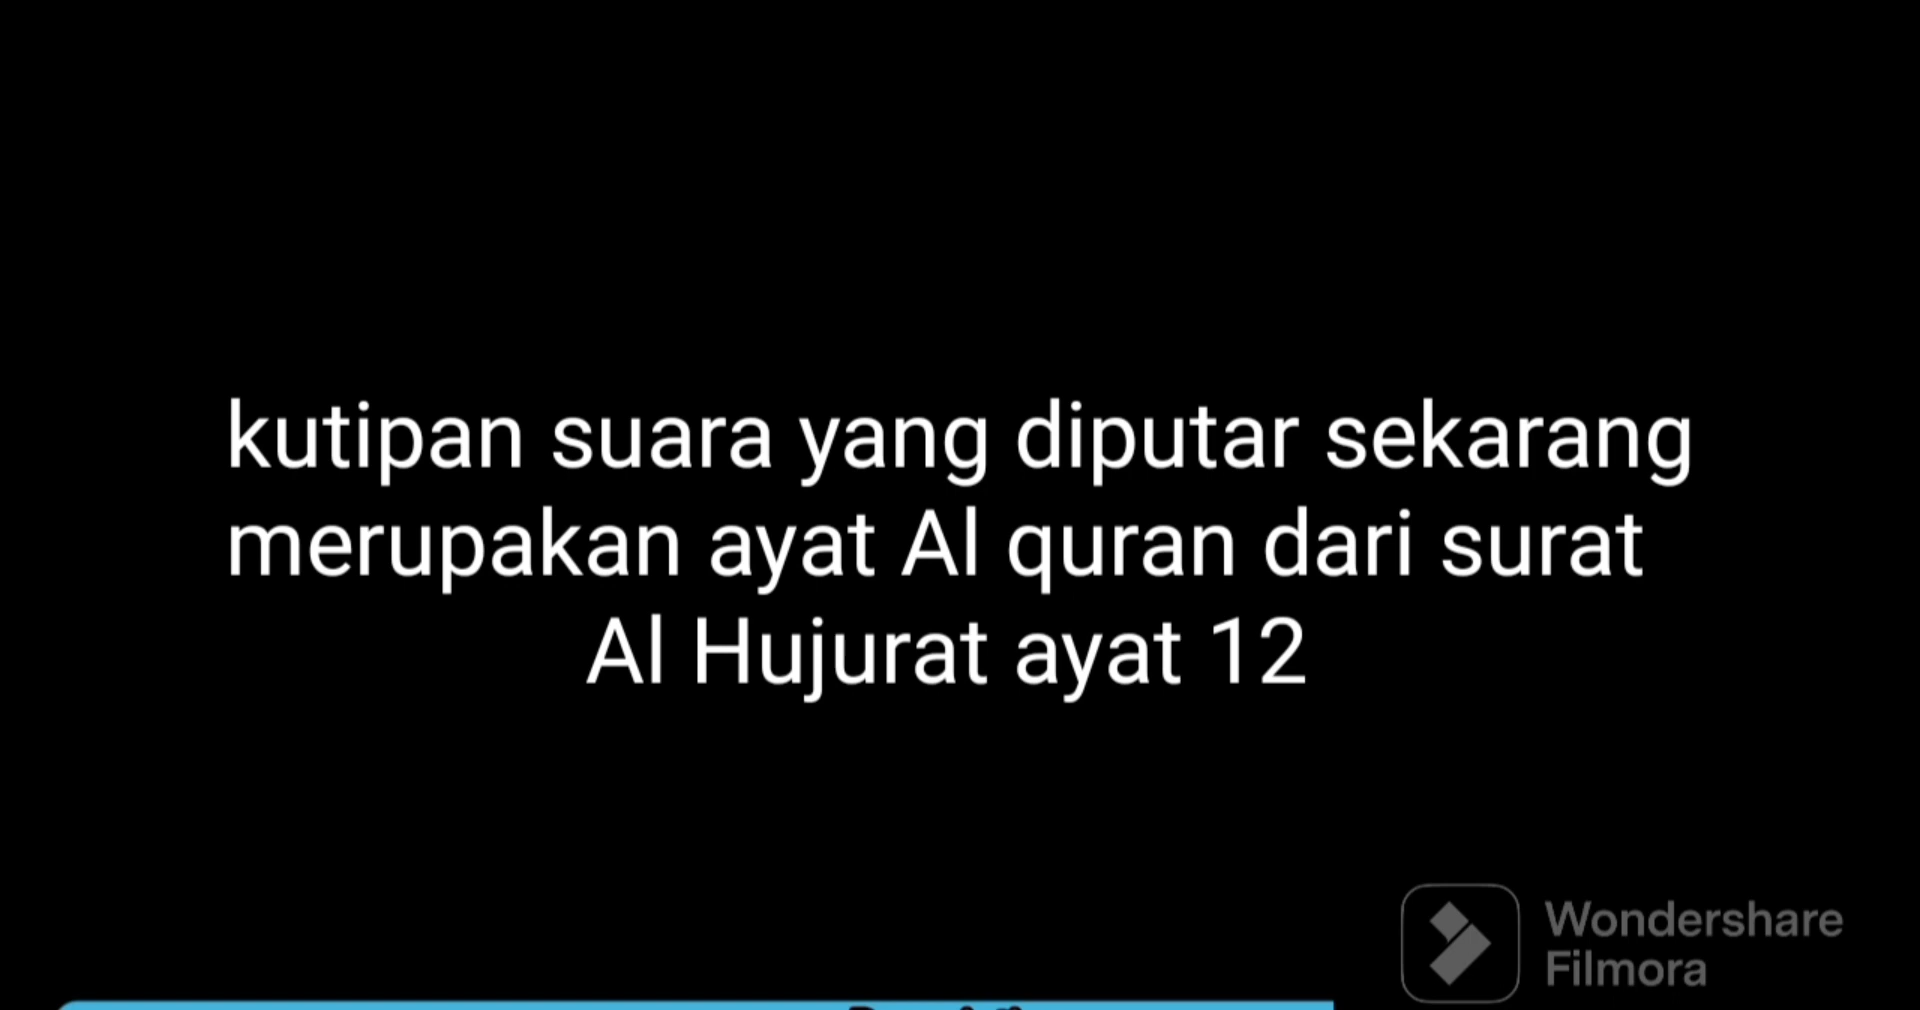 kutipan suara yang diputar sekarang
merupakan ayat Al quran dari surat
Al Hujurat ayat 12
Wondershare
Filmora